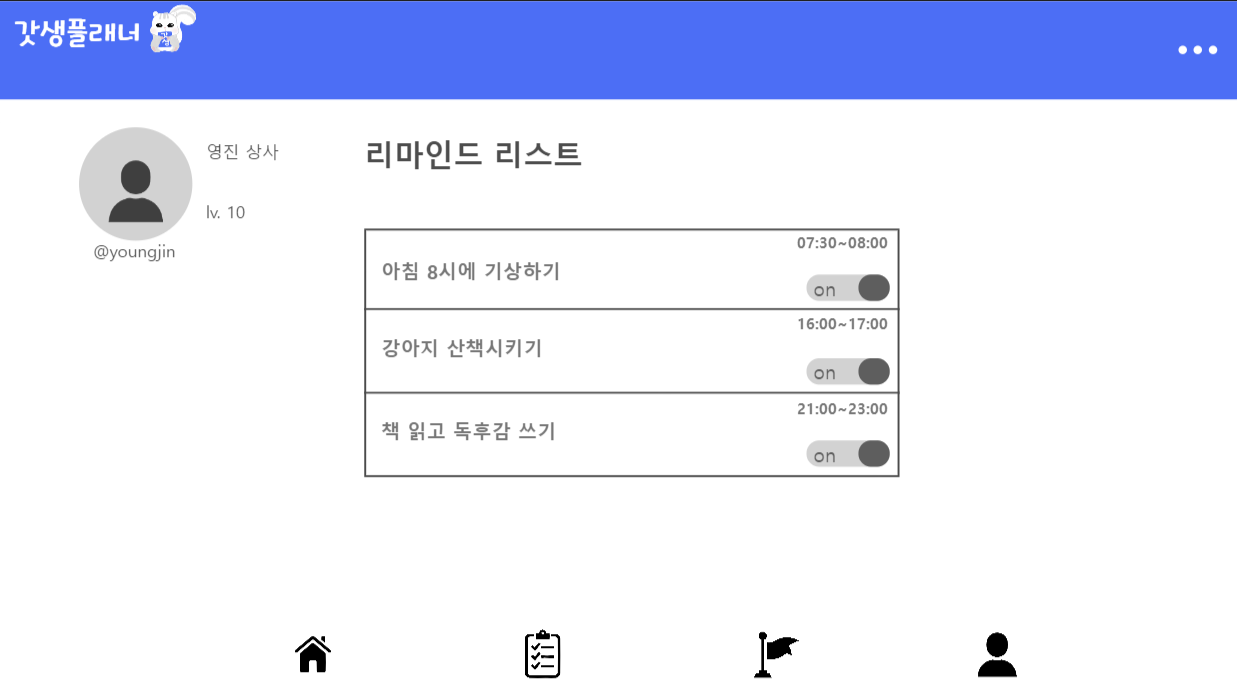 갓생플래너
영진 상사
lv. 10
@youngjin
리마인드 리스트
07:30~08:00
아침 8시에 기상하기
on
16:00~17:00
강아지 산책시키기
on
21:00~23:00
책 읽고 독후감 쓰기
on